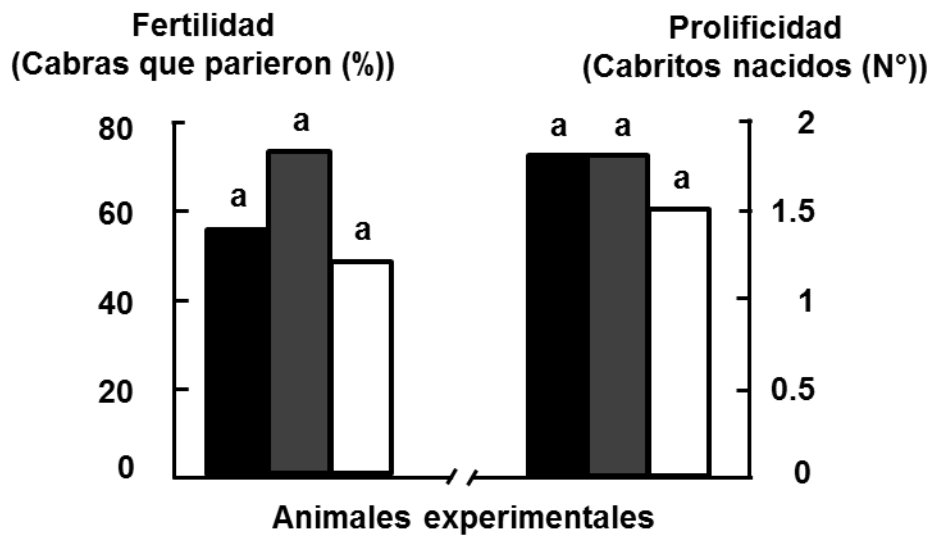 Fertilidad
(Cabras que parieron (%))
Prolificidad
(Cabritos nacidos (N°))
80
60
40
20
0
a
a
a
a
a
a
2
1.5
1
0.5
0
Animales experimentales